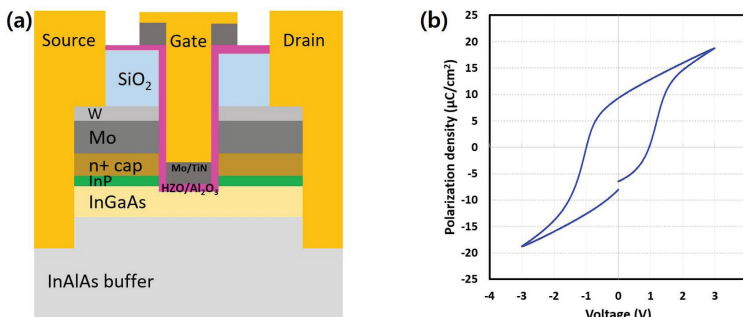 (a)
Source
Gate
Drain
SiO2
W
Mo
n+ cap
Mo/TiN
InP
HZO/Al2O3
InGaAs
InAlAs buffer
(b)
Polarization density (µC/cm²)
25
20
15
10
5
0
-5
-10
-15
-20
-25
-4 -3 -2 -1 0 1 2 3
Voltage (V)